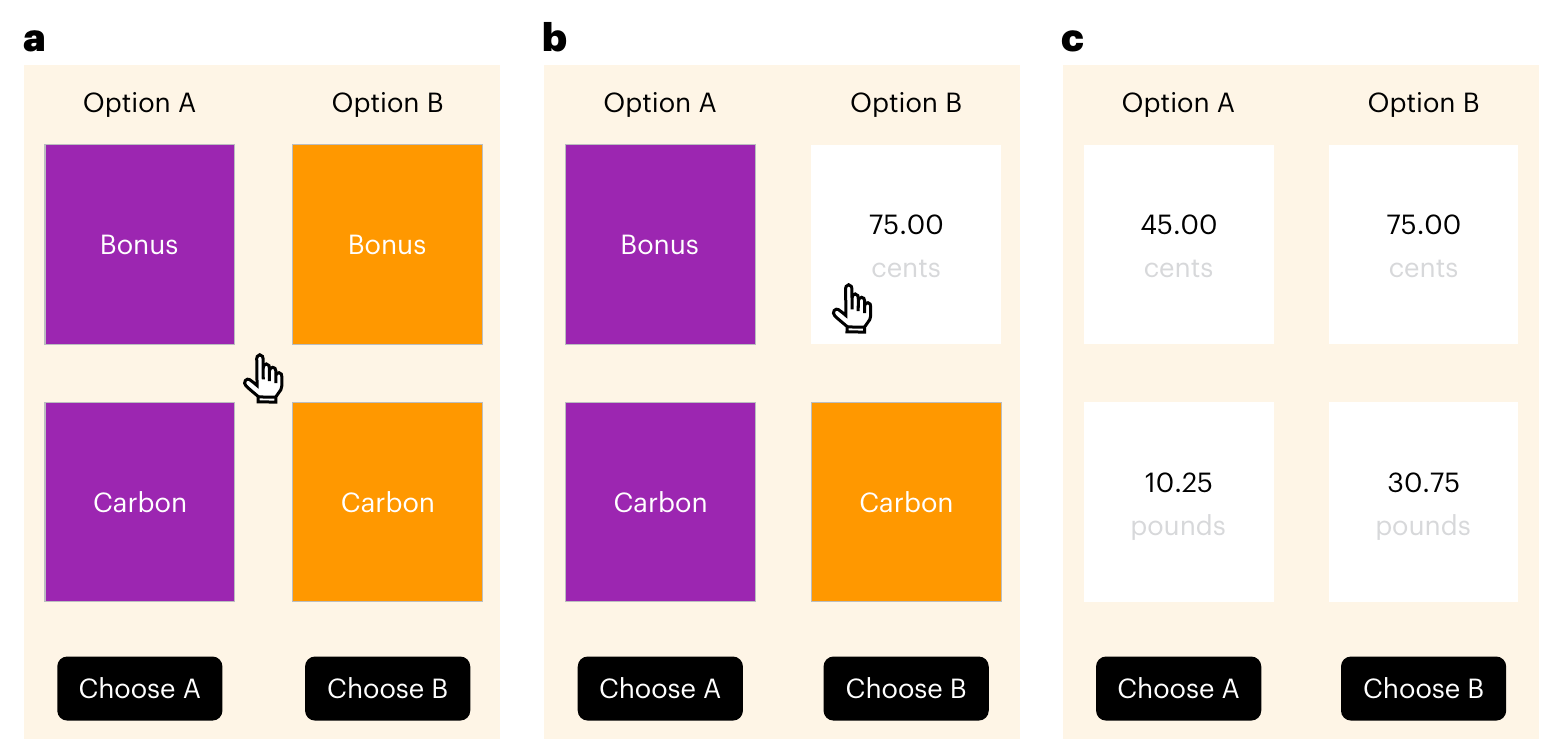 a
Option A
Option B
Bonus
Bonus
Carbon
Carbon
Choose A
Choose B
b
Option A
Option B
Bonus
75.00
cents
Carbon
Carbon
Choose A
Choose B
c
Option A
Option B
45.00
cents
75.00
cents
10.25
pounds
30.75
pounds
Choose A
Choose B